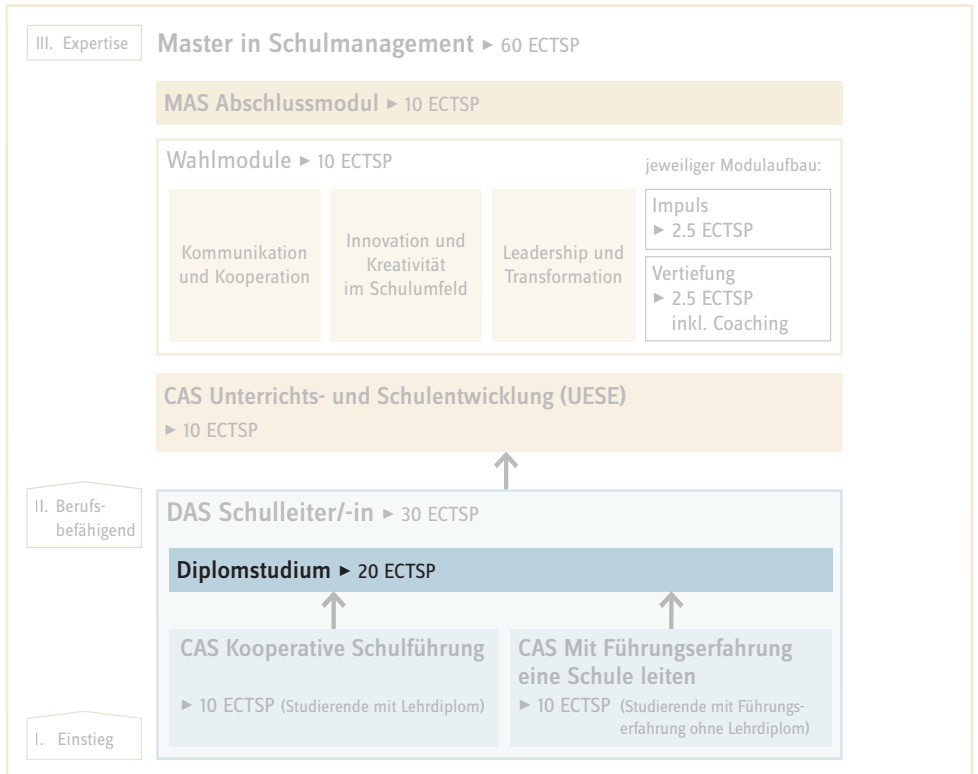 III. Expertise
Master in Schulmanagement ► 60 ECTSP
MAS Abschlussmodul ► 10 ECTSP
Wahlmodule ► 10 ECTSP
jeweiliger Modulaufbau:
Kommunikation
und Kooperation
Innovation und
Kreativität
im Schulumfeld
Leadership und
Transformation
Impuls
► 2.5 ECTSP
Vertiefung
► 2.5 ECTSP
inkl. Coaching
CAS Unterrichts- und Schulentwicklung (UESE)
► 10 ECTSP
II. Berufs-
befähigend
DAS Schulleiter/-in ► 30 ECTSP
Diplomstudium ► 20 ECTSP
CAS Kooperative Schulführung
► 10 ECTSP (Studierende mit Lehrdiplom)
CAS Mit Führungserfahrung
eine Schule leiten
► 10 ECTSP (Studierende mit Führungs-
erfahrung ohne Lehrdiplom)
I. Einstieg